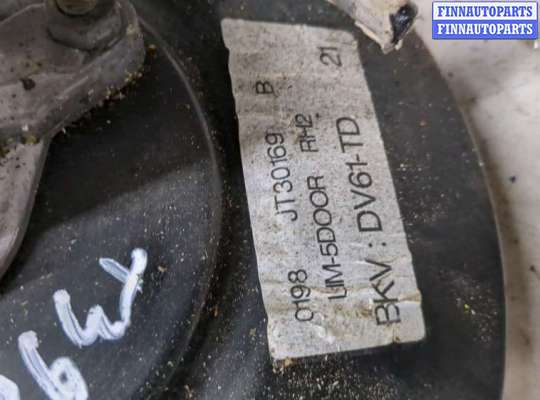 FINNAUTOPARTS
FINNAUTOPARTS
0198 JT30169 B 21
UM-5DOOR RH2
BKV : DV61-TD